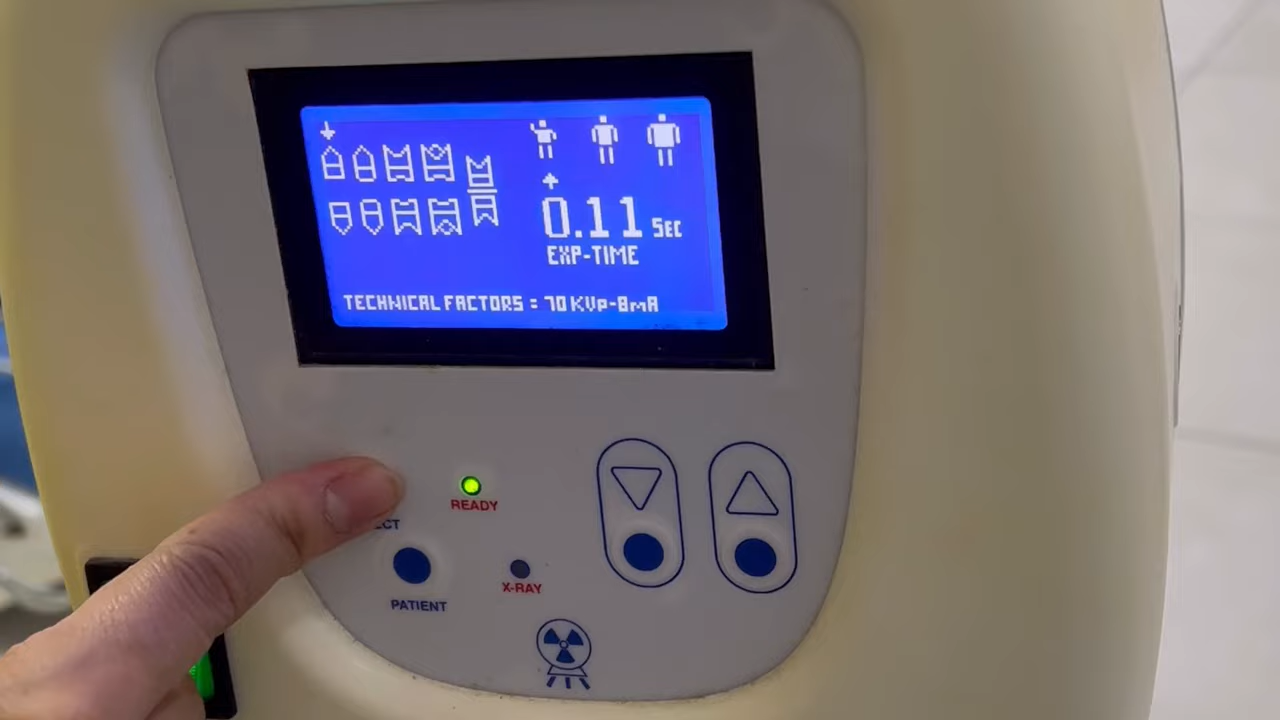 0.11 SEC
EXP-TIME
TECHNICAL FACTORS = 70 KVP-8mA
READY
X-RAY
PATIENT